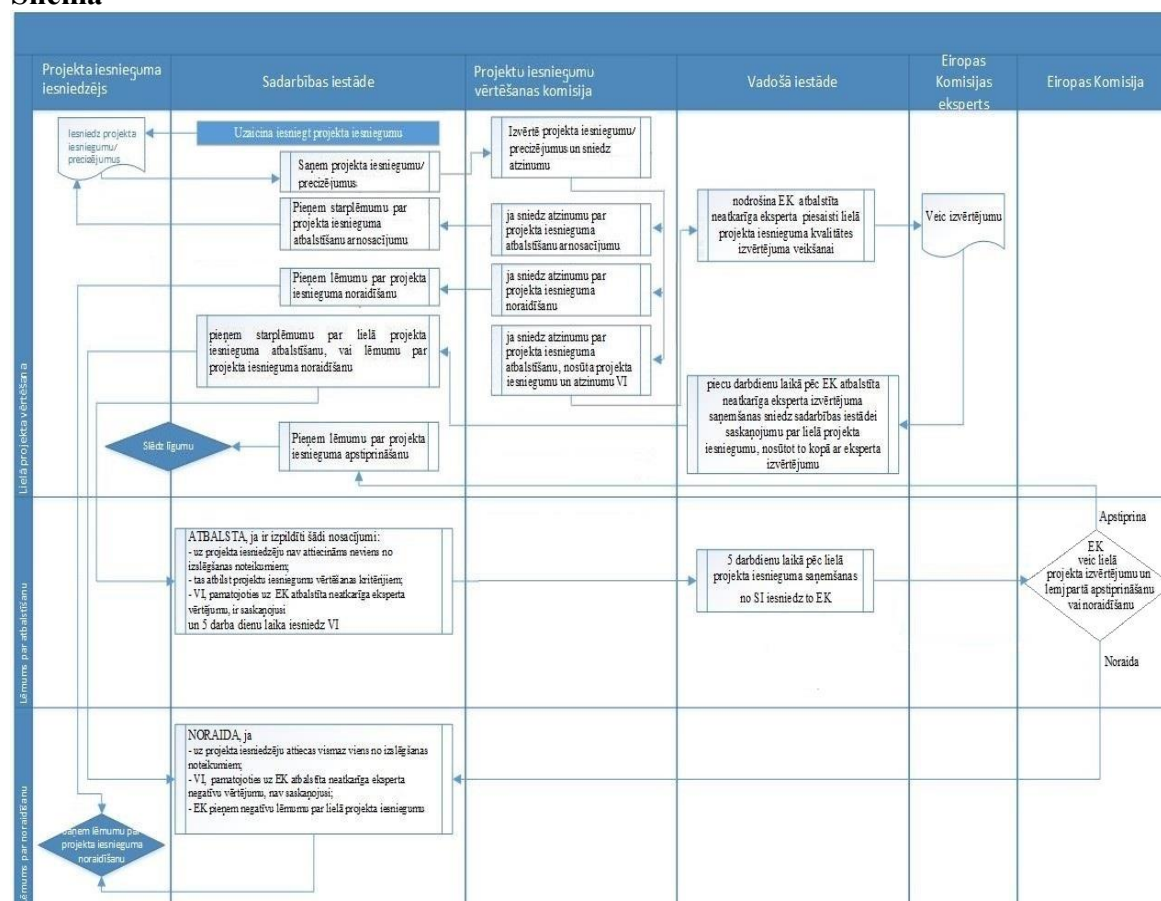 Shēma
Projekta iesnieguma
iesniedzējs
Sadarbības iestāde
Projektu iesniegumu
vērtēšanas komisija
Vadošā iestāde
Eiropas
Komisijas
eksperts
Eiropas Komisija
Lielā projekta vērtēšana
Iesniedz projekta
iesniegumu/
precizējumus
Uzaicina iesniegt projekta iesniegumu
Saņem projekta iesniegumu/
precizējumus
Izvērtē projekta iesniegumu/
precizējumus un sniedz
atzinumu
Pieņem starplēmumu par
projekta iesnieguma
atbalstīšanu arnosacījumu
ja sniedz atzinumu par
projekta iesnieguma
atbalstīšanu arnosacījumu
nodrošina EK atbalstīta
neatkarīga eksperta piesaisti lielā
projekta iesnieguma kvalitātes
izvērtējuma veikšanai
Veic izvērtējumu
Pieņem lēmumu par projekta
iesnieguma noraidīšanu
ja sniedz atzinumu par
projekta iesnieguma
noraidīšanu
pieņem starplēmumu par lielā projekta
iesnieguma atbalstīšanu, vai lēmumu par
projekta iesnieguma noraidīšanu
ja sniedz atzinumu par
projekta iesnieguma
atbalstīšanu, nosūta projekta
iesniegumu un atzinumu VI
piecu darbdienu laikā pēc EK atbalstīta
neatkarīga eksperta izvērtējuma
saņemšanas sniedz sadarbības iestādei
saskaņojumu par lielā projekta
iesniegumu, nosūtot to kopā ar eksperta
izvērtējumu
Slēdz līgumu
Pieņem lēmumu par projekta
iesnieguma apstiprināšanu
Lēmums par atbalstīšanu
ATBALSTA, ja ir izpildīti šādi nosacījumi:
- uz projekta iesniedzēju nav attiecināms neviens no
izslēgšanas noteikumiem;
- tas atbilst projektu iesniegumu vērtēšanas kritērijiem;
- VI, pamatojoties uz EK atbalstīta neatkarīga eksperta
vērtējumu, ir saskaņojusi
un 5 darba dienu laika iesniedz VI
5 darbdienu laikā pēc lielā
projekta iesnieguma saņemšanas
no SI iesniedz to EK
Apstiprina
EK
veic lielā
projekta izvērtējumu un
lemj partā apstiprināšanu
vai noraidīšanu
Noraida
Lēmums par noraidīšanu
NORAIDA, ja
- uz projekta iesniedzēju attiecas vismaz viens no izslēgšanas
noteikumiem;
- VI, pamatojoties uz EK atbalstīta neatkarīga eksperta
negatīvu vērtējumu, nav saskaņojusi;
- EK pieņem negatīvu lēmumu par lielā projekta iesniegumu
Saņem lēmumu par
projekta iesnieguma
noraidīšanu